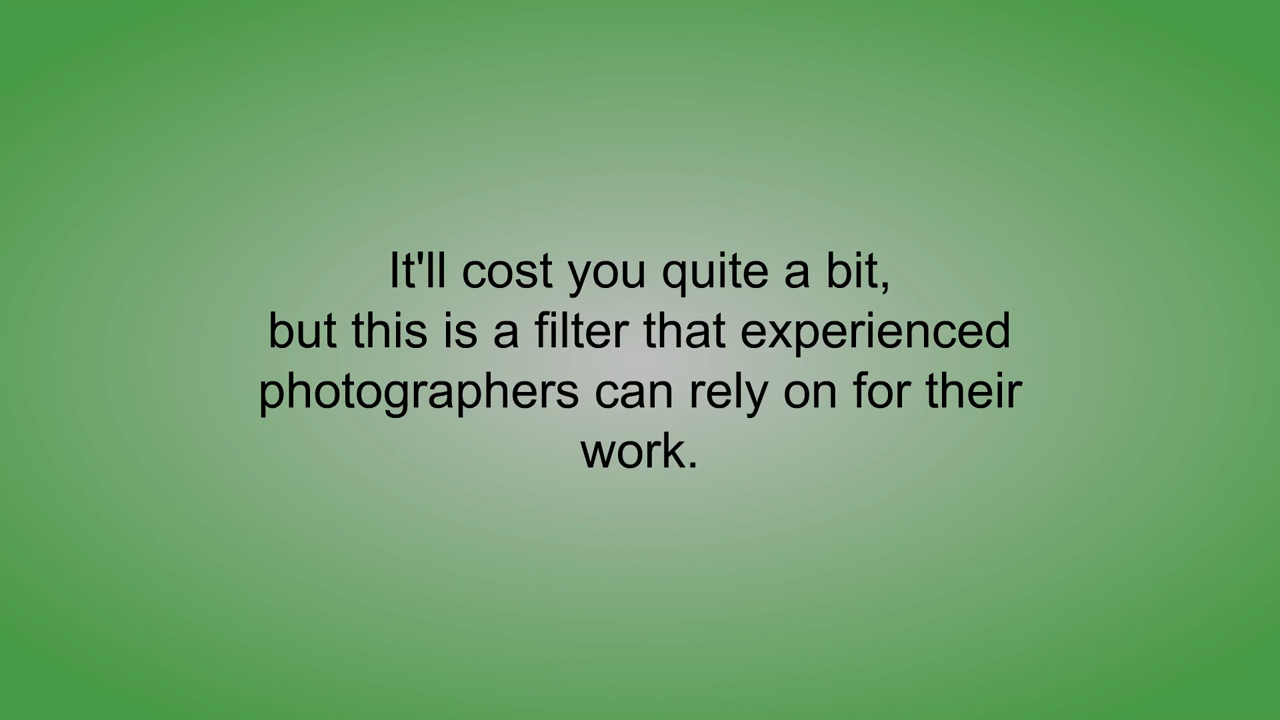 It'll cost you quite a bit,
but this is a filter that experienced
photographers can rely on for their
work.